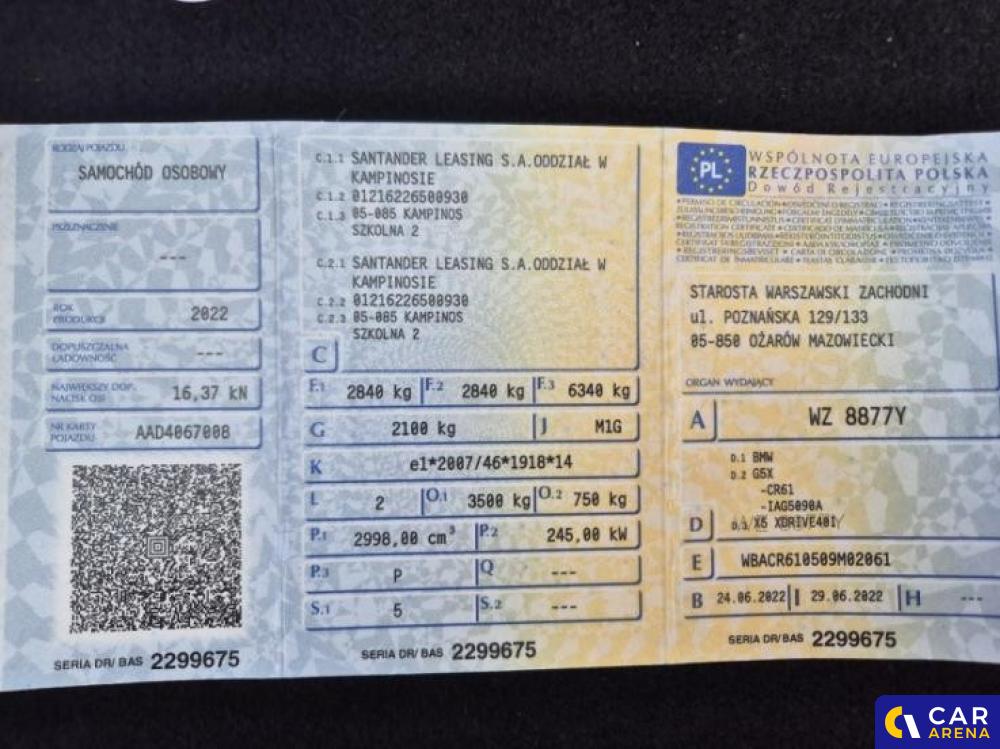 RODZAJ POJAZDU
SAMOCHÓD OSOBOWY
PRZEZNACZENIE
---
ROK PRODUKCJI
2022
DOPUSZCZALNA ŁADOWNOŚĆ
---
NAJWIĘKSZY DOP. NACISK OSI
16,37 kN
NR KARTY POJAZDU
AAD4067008
SERIA DR/ BAS 2299675
C.1.1 SANTANDER LEASING S.A.ODDZIAŁ W
KAMPINOSIE
C.1.2 01216226500930
C.1.3 05-085 KAMPINOS
SZKOLNA 2
C.2.1 SANTANDER LEASING S.A.ODDZIAŁ W
KAMPINOSIE
C.2.2 01216226500930
C.2.3 05-085 KAMPINOS
SZKOLNA 2
C
F.1 2840 kg F.2 2840 kg F.3 6340 kg
G 2100 kg J M1G
K e1*2007/46*1918*14
L 2 O.1 3500 kg O.2 750 kg
P.1 2998,00 cm³ P.2 245,00 kW
P.3 P Q ---
S.1 5 S.2 ---
SERIA DR/ BAS 2299675
PL
WSPÓLNOTA EUROPEJSKA
RZECZPOSPOLITA POLSKA
Dowód Rejestracyjny
STAROSTA WARSZAWSKI ZACHODNI
ul. POZNAŃSKA 129/133
05-850 OŻARÓW MAZOWIECKI
ORGAN WYDAJĄCY
A WZ 8877Y
D.1 BMW
D.2 G5X
-CR61
-IAG5090A
D D.3 X5 XDRIVE40I
E WBACR610509M02061
B 24.06.2022 I 29.06.2022 H ---
SERIA DR/ BAS 2299675
CAR
ARENA